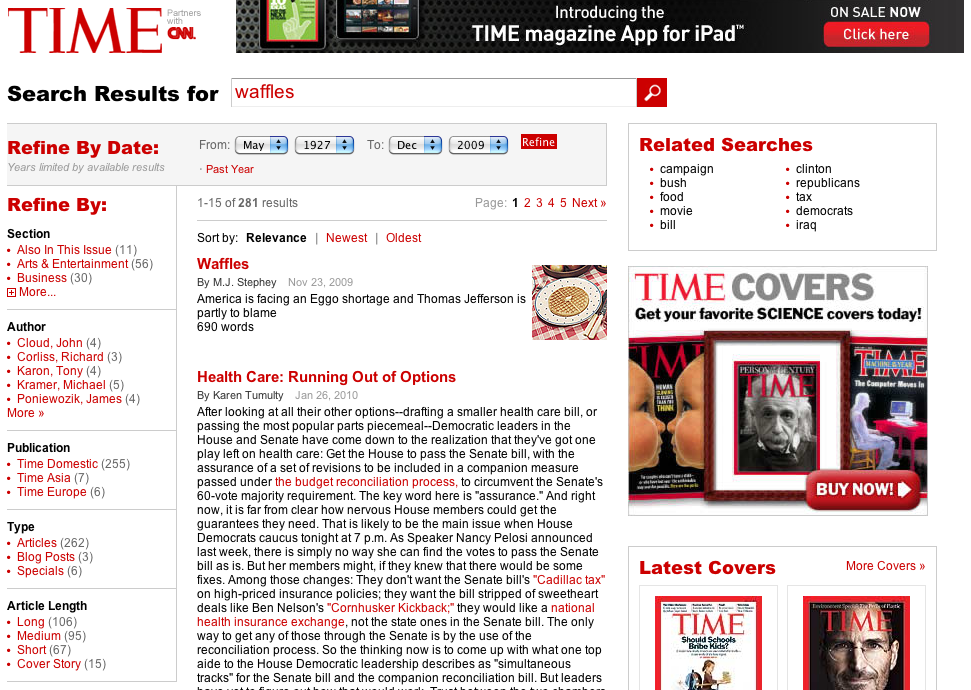 TIME
Partners
with
CNN
Introducing the
TIME magazine App for iPad™
ON SALE NOW
Click here
Search Results for
waffles
Refine By Date:
Years limited by available results
From: May 1927 To: Dec 2009 Refine
· Past Year
Refine By:
Section
• Also In This Issue (11)
• Arts & Entertainment (56)
• Business (30)
More...
Author
• Cloud, John (4)
• Corliss, Richard (3)
• Karon, Tony (4)
• Kramer, Michael (5)
• Poniewozik, James (4)
More »
Publication
• Time Domestic (255)
• Time Asia (7)
• Time Europe (6)
Type
• Articles (262)
• Blog Posts (3)
• Specials (6)
Article Length
• Long (106)
• Medium (95)
• Short (67)
• Cover Story (15)
1-15 of 281 results
Page: 1 2 3 4 5 Next »
Sort by: Relevance | Newest | Oldest
Waffles
By M.J. Stephey Nov 23, 2009
America is facing an Eggo shortage and Thomas Jefferson is
partly to blame
690 words
Health Care: Running Out of Options
By Karen Tumulty Jan 26, 2010
After looking at all their other options--drafting a smaller health care bill, or
passing the most popular parts piecemeal--Democratic leaders in the
House and Senate have come down to the realization that they've got one
play left on health care: Get the House to pass the Senate bill, with the
assurance of a set of revisions to be included in a companion measure
passed under the budget reconciliation process, to circumvent the Senate's
60-vote majority requirement. The key word here is "assurance." And right
now, it is far from clear how nervous House members could get the
guarantees they need. That is likely to be the main issue when House
Democrats caucus tonight at 7 p.m. As Speaker Nancy Pelosi announced
last week, there is simply no way she can find the votes to pass the Senate
bill as is. But her members might, if they knew that there would be some
fixes. Among those changes: They don't want the Senate bill's "Cadillac tax"
on high-priced insurance policies; they want the bill stripped of sweetheart
deals like Ben Nelson's "Cornhusker Kickback;" they would like a national
health insurance exchange, not the state ones in the Senate bill. The only
way to get any of those through the Senate is by the use of the
reconciliation process. So the thinking now is to come up with what one top
aide to the House Democratic leadership describes as "simultaneous
tracks" for the Senate bill and the companion reconciliation bill. But leaders
Related Searches
• campaign
• bush
• food
• movie
• bill
• clinton
• republicans
• tax
• democrats
• iraq
TIME COVERS
Get your favorite SCIENCE covers today!
PERSON OF THE CENTURY
TIME
TIME
The Computer Moves In
BUY NOW!
Latest Covers
More Covers »
TIME
Should Schools
Bribe Kids?
TIME